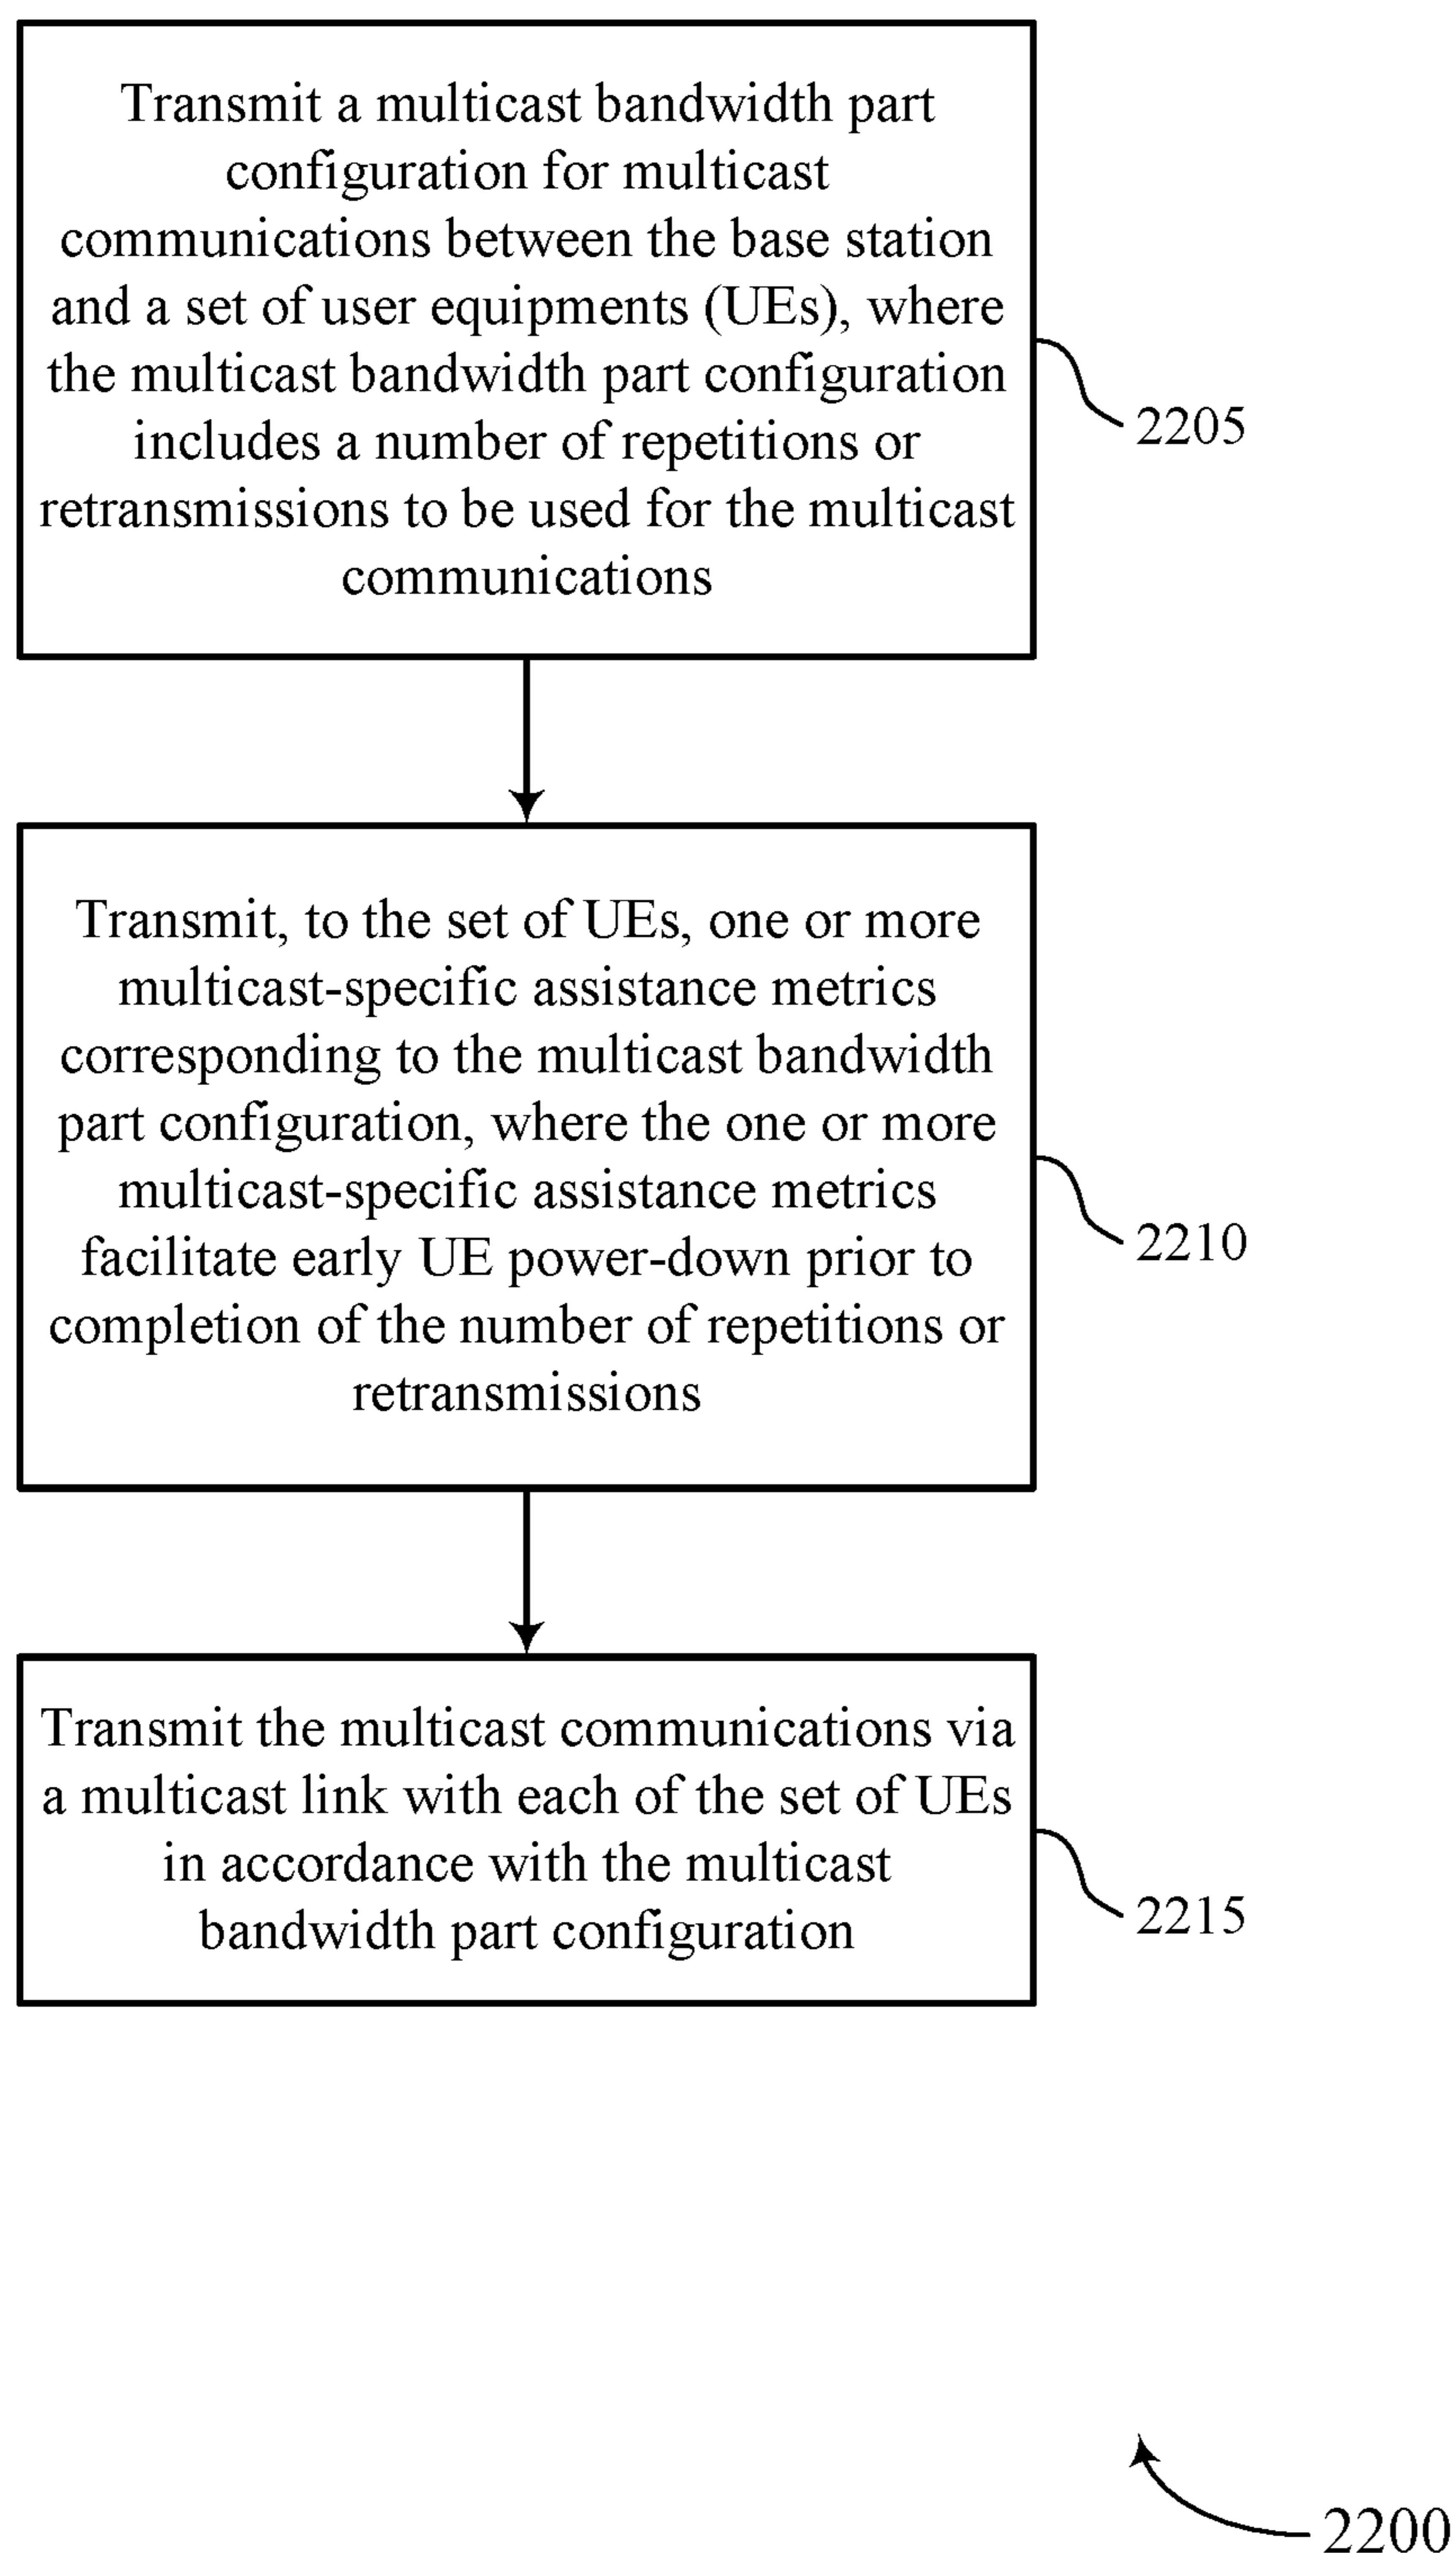 Transmit a multicast bandwidth part
configuration for multicast
communications between the base station
and a set of user equipments (UEs), where
the multicast bandwidth part configuration
includes a number of repetitions or
retransmissions to be used for the multicast
communications
2205
Transmit, to the set of UEs, one or more
multicast-specific assistance metrics
corresponding to the multicast bandwidth
part configuration, where the one or more
multicast-specific assistance metrics
facilitate early UE power-down prior to
completion of the number of repetitions or
retransmissions
2210
Transmit the multicast communications via
a multicast link with each of the set of UEs
in accordance with the multicast
bandwidth part configuration
2215
2200